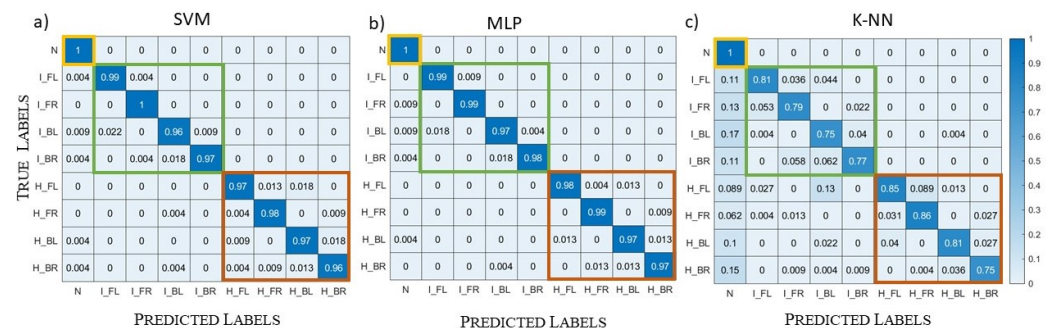 a) SVM
N 1 0 0 0 0 0 0 0 0
I_FL 0.004 0.99 0.004 0 0 0 0 0 0
I_FR 0 0 1 0 0 0 0 0 0
I_BL 0.009 0.022 0 0.96 0.009 0 0 0 0
I_BR 0.004 0 0.004 0.018 0.97 0 0 0 0
H_FL 0 0 0 0 0 0.97 0.013 0.018 0
H_FR 0 0 0 0.004 0 0.004 0.98 0 0.009
H_BL 0.004 0 0 0 0 0.009 0 0.97 0.018
H_BR 0.004 0 0 0.004 0 0.004 0.009 0.013 0.96
N I_FL I_FR I_BL I_BR H_FL H_FR H_BL H_BR
TRUE LABELS
PREDICTED LABELS
b) MLP
N 1 0 0 0 0 0 0 0 0
I_FL 0 0.99 0.009 0 0 0 0 0 0
I_FR 0.009 0 0.99 0 0 0 0 0 0
I_BL 0.009 0.018 0 0.97 0.004 0 0 0 0
I_BR 0.004 0 0 0.018 0.98 0 0 0 0
H_FL 0 0 0 0 0 0.98 0.004 0.013 0
H_FR 0 0 0 0 0 0 0.99 0 0.009
H_BL 0.004 0 0 0 0 0.013 0 0.97 0.013
H_BR 0 0 0 0.004 0 0 0.013 0.013 0.97
N I_FL I_FR I_BL I_BR H_FL H_FR H_BL H_BR
PREDICTED LABELS
c) K-NN
N 1 0 0 0 0 0 0 0 0
I_FL 0.11 0.81 0.036 0.044 0 0 0 0 0
I_FR 0.13 0.053 0.79 0 0.022 0 0 0 0
I_BL 0.17 0.004 0 0.75 0.04 0 0 0.004 0
I_BR 0.11 0 0.058 0.062 0.77 0 0 0 0
H_FL 0.089 0.027 0 0.13 0 0.85 0.089 0.013 0
H_FR 0.062 0.004 0.013 0 0 0.031 0.86 0 0.027
H_BL 0.1 0 0 0.022 0 0.04 0 0.81 0.027
H_BR 0.15 0 0.009 0.004 0.009 0 0.004 0.036 0.75
N I_FL I_FR I_BL I_BR H_FL H_FR H_BL H_BR
PREDICTED LABELS
1
0.9
0.8
0.7
0.6
0.5
0.4
0.3
0.2
0.1
0